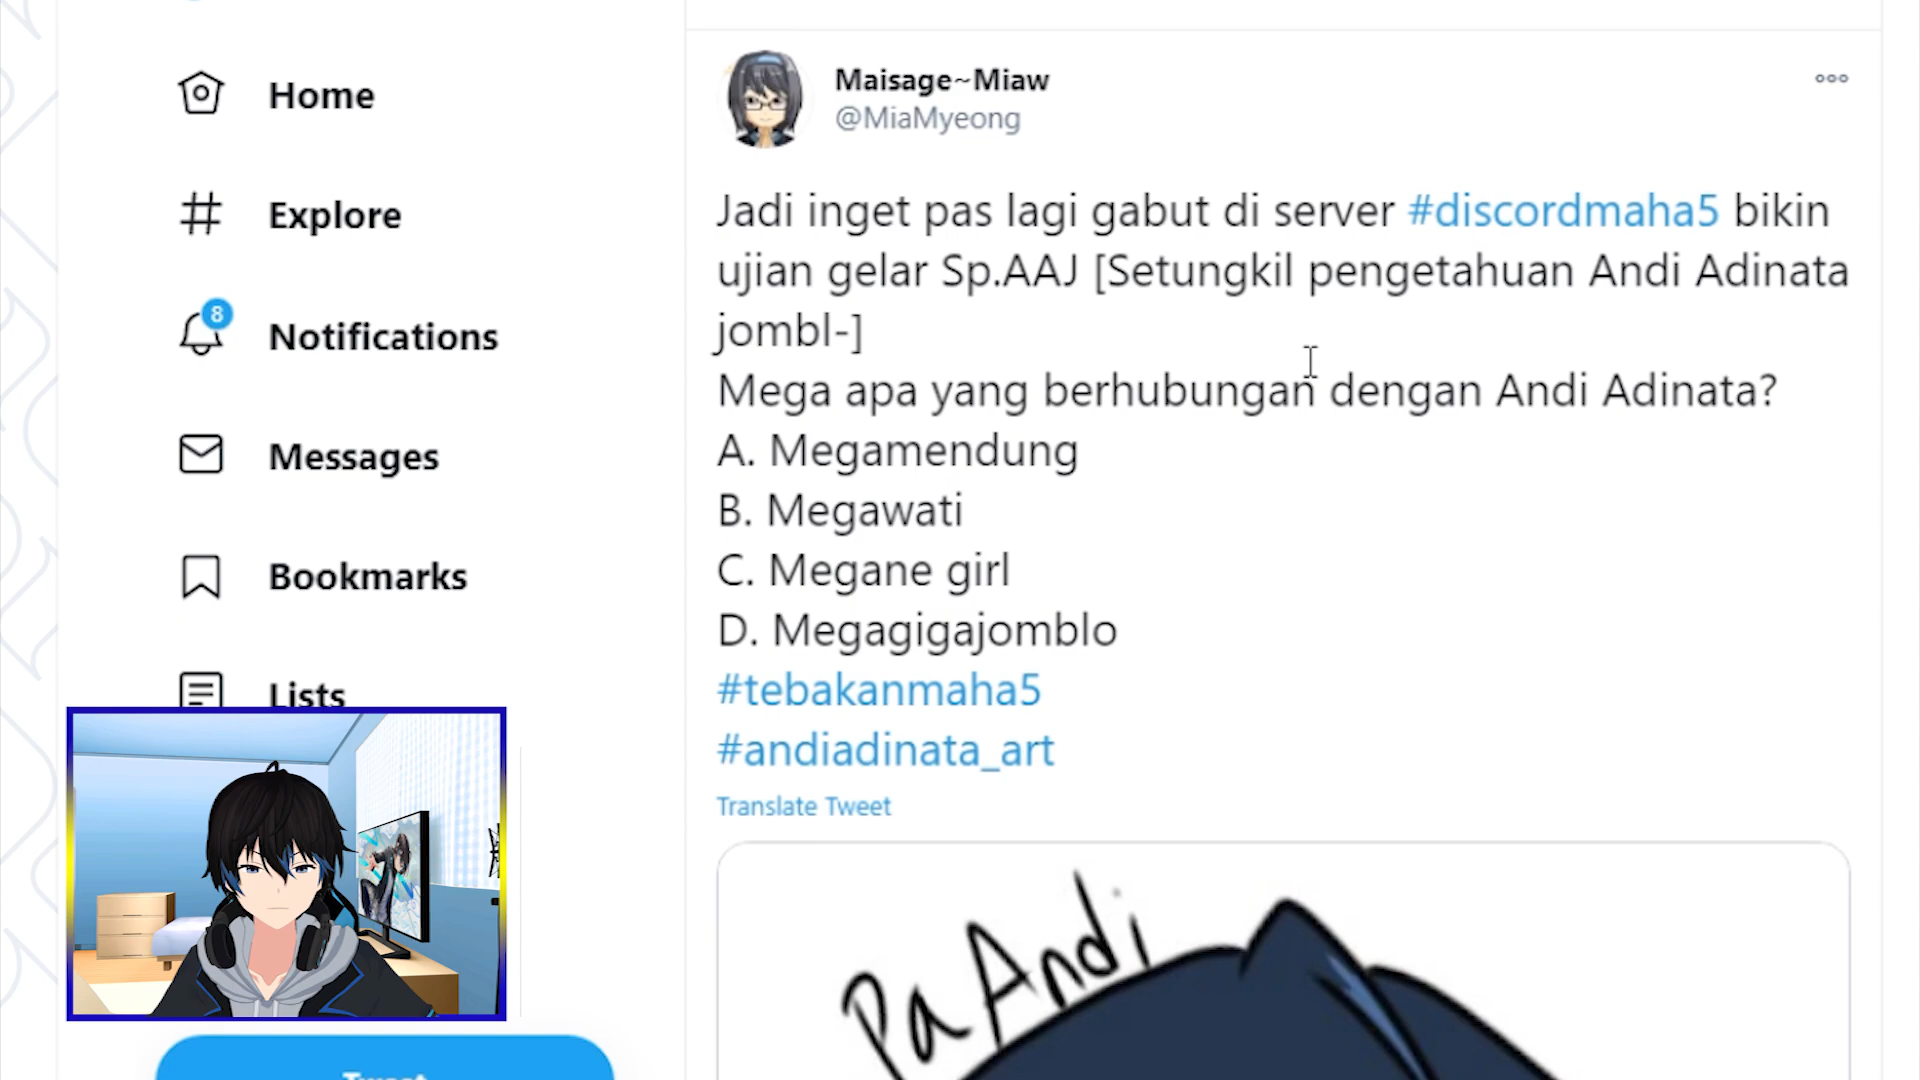 Home
Explore
8
Notifications
Messages
Bookmarks
Lists
Maisage~Miaw
@MiaMyeong
Jadi inget pas lagi gabut di server #discordmaha5 bikin
ujian gelar Sp.AAJ [Setungkil pengetahuan Andi Adinata
jombl-]
Mega apa yang berhubungan dengan Andi Adinata?
A. Megamendung
B. Megawati
C. Megane girl
D. Megagigajomblo
#tebakanmaha5
#andiadinata_art
Translate Tweet
Pa Andi
Tweet